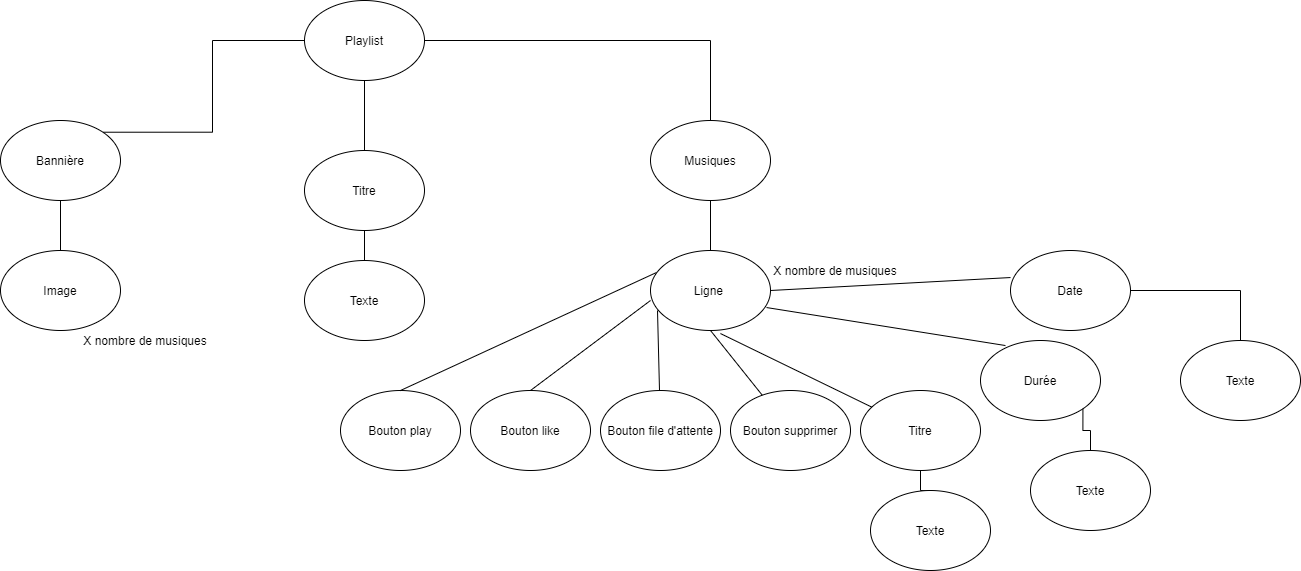 Playlist
Bannière
Musiques
Titre
Image
Texte
Ligne
X nombre de musiques
Date
X nombre de musiques
Durée
Texte
Bouton play
Bouton like
Bouton file d'attente
Bouton supprimer
Titre
Texte
Texte